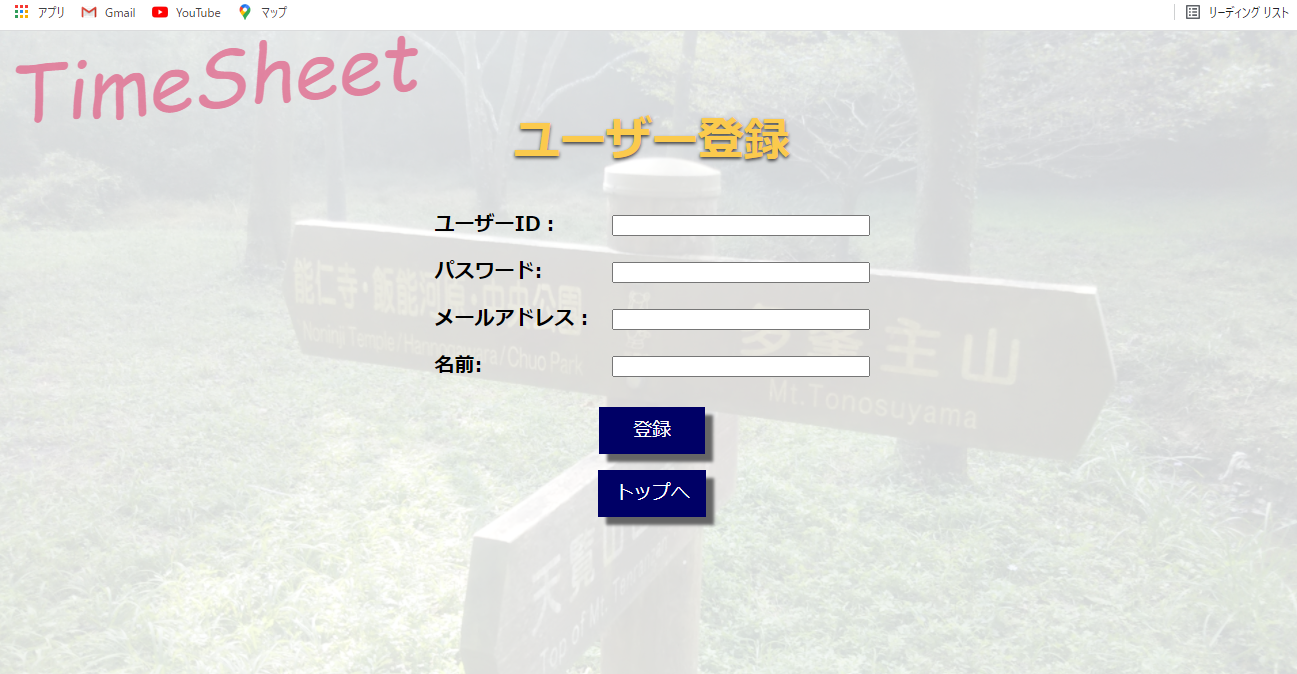 アプリ Gmail YouTube マップ リーディング リスト
TimeSheet
ユーザー登録
ユーザーID：
パスワード:
メールアドレス：
名前:
登録
トップへ
能仁寺・飯能河原・中央公園
Temple/Hannogawara/Chuo Park
多峯主山
Mt.Tonosuyama
天覧山
Top of Mt. Tenran